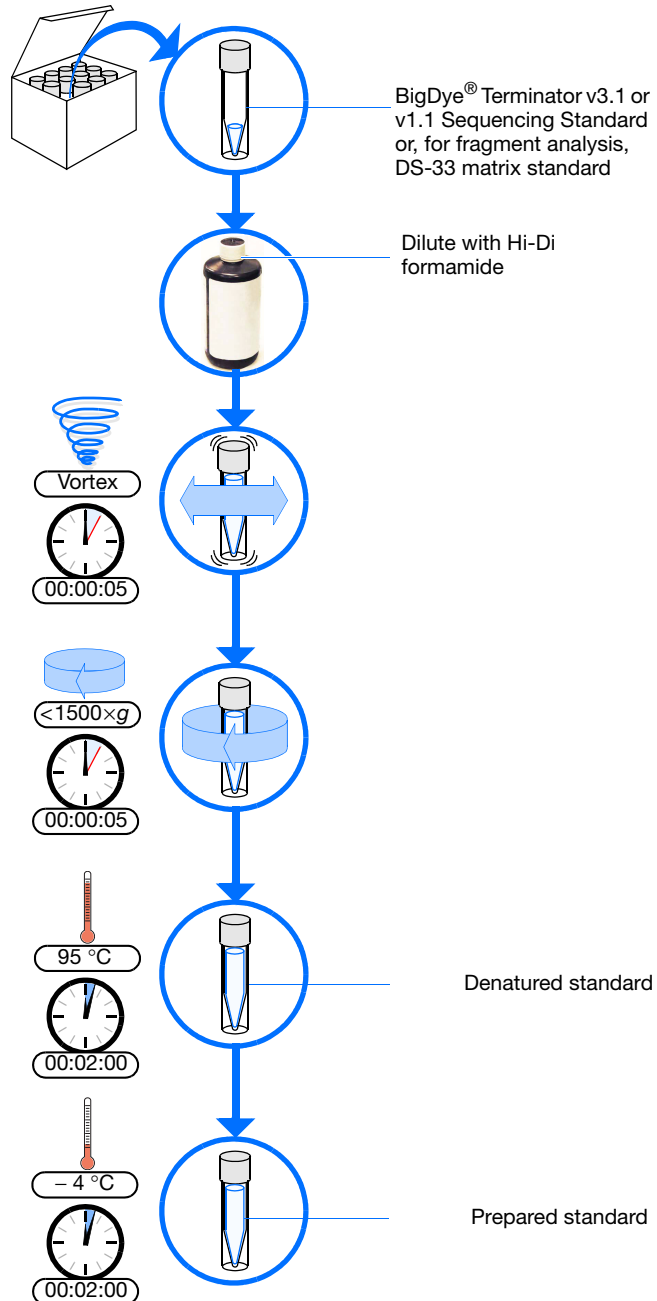 BigDye® Terminator v3.1 or
v1.1 Sequencing Standard
or, for fragment analysis,
DS-33 matrix standard
Dilute with Hi-Di
formamide
Vortex
00:00:05
<1500×g
00:00:05
95 °C
00:02:00
Denatured standard
– 4 °C
00:02:00
Prepared standard